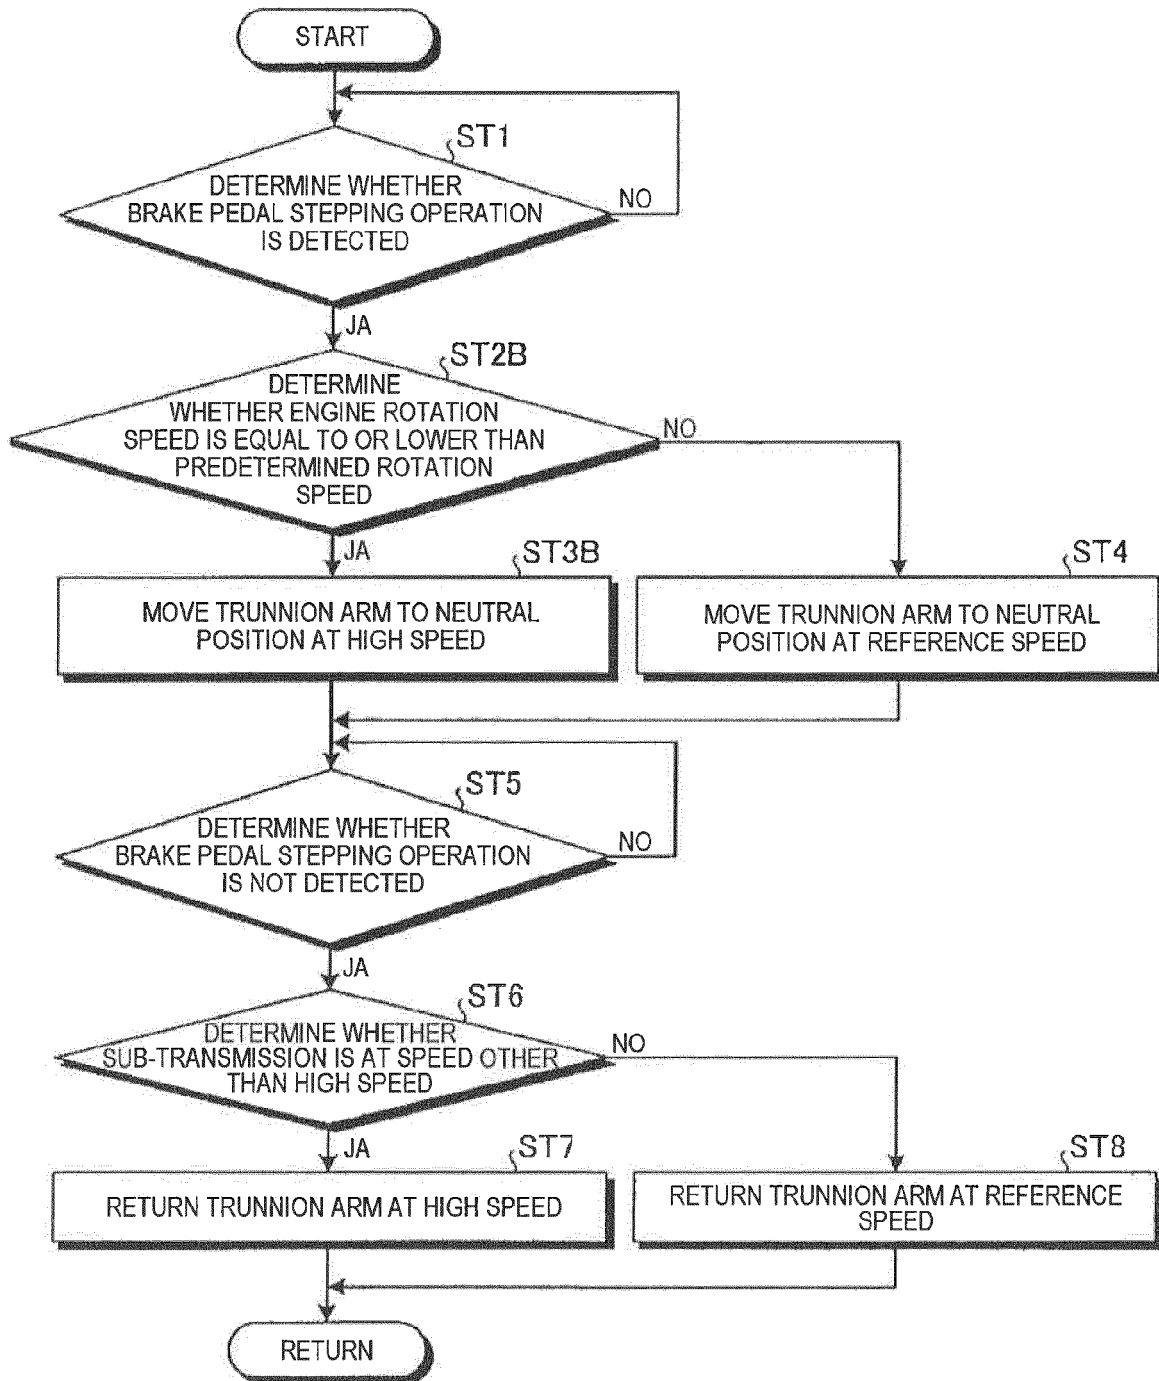 START
ST1
DETERMINE WHETHER
BRAKE PEDAL STEPPING OPERATION
IS DETECTED
NO
JA
ST2B
DETERMINE
WHETHER ENGINE ROTATION
SPEED IS EQUAL TO OR LOWER THAN
PREDETERMINED ROTATION
SPEED
NO
JA
ST3B
MOVE TRUNNION ARM TO NEUTRAL
POSITION AT HIGH SPEED
ST4
MOVE TRUNNION ARM TO NEUTRAL
POSITION AT REFERENCE SPEED
ST5
DETERMINE WHETHER
BRAKE PEDAL STEPPING OPERATION
IS NOT DETECTED
NO
JA
ST6
DETERMINE WHETHER
SUB-TRANSMISSION IS AT SPEED OTHER
THAN HIGH SPEED
NO
JA
ST7
RETURN TRUNNION ARM AT HIGH SPEED
ST8
RETURN TRUNNION ARM AT REFERENCE
SPEED
RETURN